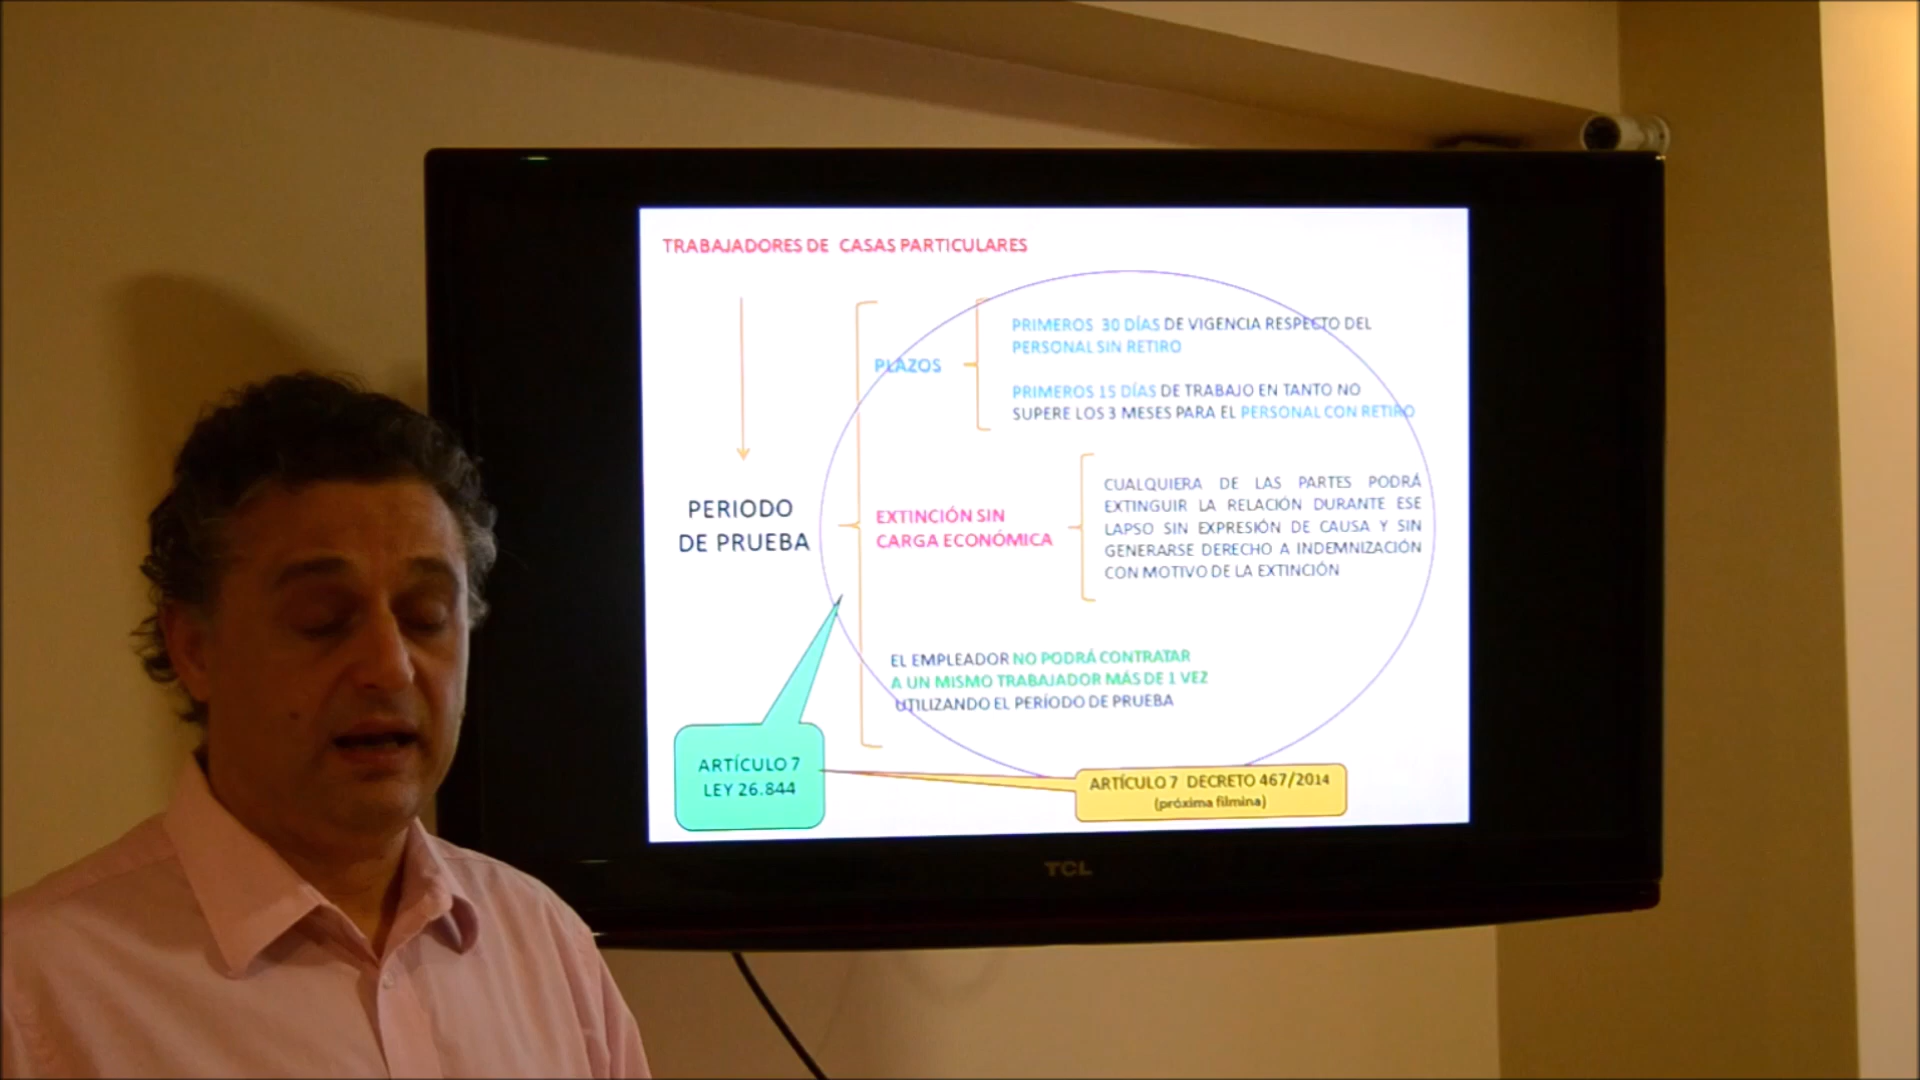 TRABAJADORES DE CASAS PARTICULARES
PERIODO
DE PRUEBA
PLAZOS
PRIMEROS 30 DÍAS DE VIGENCIA RESPECTO DEL
PERSONAL SIN RETIRO
PRIMEROS 15 DÍAS DE TRABAJO EN TANTO NO
SUPERE LOS 3 MESES PARA EL PERSONAL CON RETIRO
EXTINCIÓN SIN
CARGA ECONÓMICA
CUALQUIERA DE LAS PARTES PODRÁ
EXTINGUIR LA RELACIÓN DURANTE ESE
LAPSO SIN EXPRESIÓN DE CAUSA Y SIN
GENERARSE DERECHO A INDEMNIZACIÓN
CON MOTIVO DE LA EXTINCIÓN
EL EMPLEADOR NO PODRÁ CONTRATAR
A UN MISMO TRABAJADOR MÁS DE 1 VEZ
UTILIZANDO EL PERÍODO DE PRUEBA
ARTÍCULO 7
LEY 26.844
ARTÍCULO 7 DECRETO 467/2014
(próxima filmina)
TCL